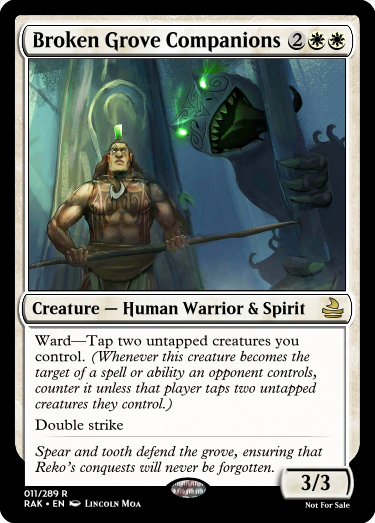 Broken Grove Companions 2
Creature — Human Warrior & Spirit
Ward—Tap two untapped creatures you
control. (Whenever this creature becomes the
target of a spell or ability an opponent controls,
counter it unless that player taps two untapped
creatures they control.)
Double strike
Spear and tooth defend the grove, ensuring that
Reko's conquests will never be forgotten.
3/3
011/289 R
RAK • EN Lincoln Moa
Not For Sale